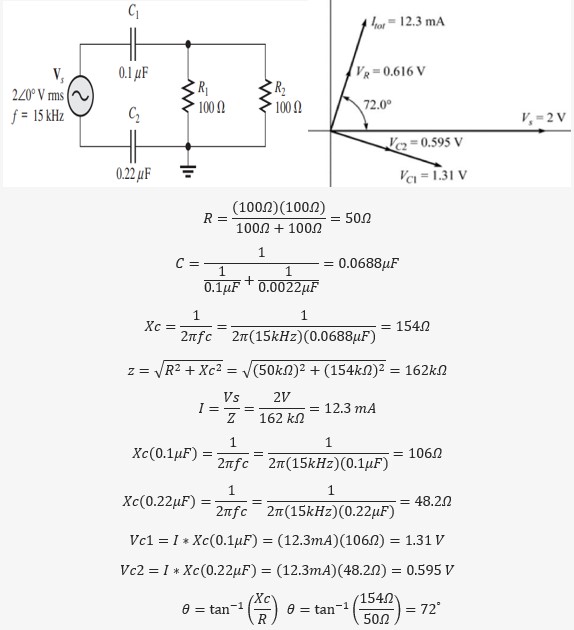 C₁
0.1 μF
Vₛ
2∠0° V rms
f = 15 kHz
C₂
0.22 μF
R₁
100 Ω
R₂
100 Ω
Iₜₒₜ = 12.3 mA
V_R = 0.616 V
72.0°
Vₛ = 2 V
V_C2 = 0.595 V
V_C1 = 1.31 V
R = (100Ω)(100Ω) / 100Ω + 100Ω = 50Ω
C = 1 / (1/0.1μF + 1/0.0022μF) = 0.0688μF
Xc = 1/2πfc = 1/2π(15kHz)(0.0688μF) = 154Ω
z = √R² + Xc² = √(50kΩ)² + (154kΩ)² = 162kΩ
I = Vs/Z = 2V/162 kΩ = 12.3 mA
Xc(0.1μF) = 1/2πfc = 1/2π(15kHz)(0.1μF) = 106Ω
Xc(0.22μF) = 1/2πfc = 1/2π(15kHz)(0.22μF) = 48.2Ω
Vc1 = I * Xc(0.1μF) = (12.3mA)(106Ω) = 1.31 V
Vc2 = I * Xc(0.22μF) = (12.3mA)(48.2Ω) = 0.595 V
θ = tan⁻¹(Xc/R) θ = tan⁻¹(154Ω/50Ω) = 72°